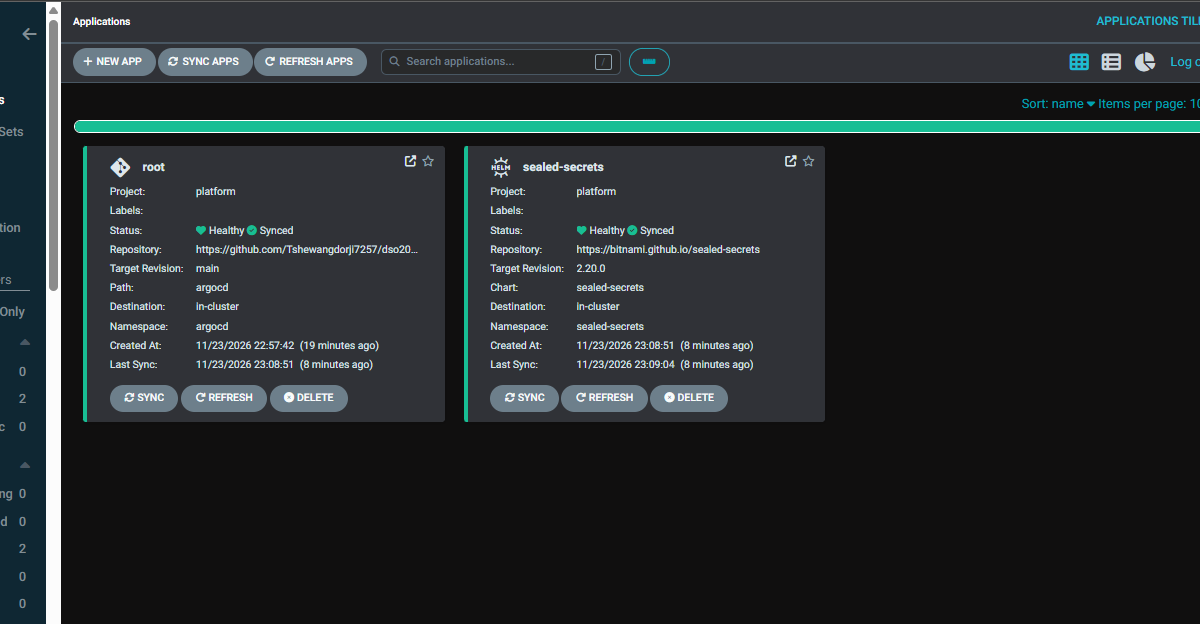 Applications
APPLICATIONS TIL
NEW APP SYNC APPS REFRESH APPS Search applications... / Log o
Sort: name Items per page: 10
s
Sets
tion
rs
Only
0
2
c 0
ng 0
d 0
2
0
0
root
Project: platform
Labels:
Status: Healthy Synced
Repository: https://github.com/Tshewangdorji7257/dso20...
Target Revision: main
Path: argocd
Destination: in-cluster
Namespace: argocd
Created At: 11/23/2026 22:57:42 (19 minutes ago)
Last Sync: 11/23/2026 23:08:51 (8 minutes ago)
SYNC REFRESH DELETE
HELM sealed-secrets
Project: platform
Labels:
Status: Healthy Synced
Repository: https://bitnami.github.io/sealed-secrets
Target Revision: 2.20.0
Chart: sealed-secrets
Destination: in-cluster
Namespace: sealed-secrets
Created At: 11/23/2026 23:08:51 (8 minutes ago)
Last Sync: 11/23/2026 23:09:04 (8 minutes ago)
SYNC REFRESH DELETE